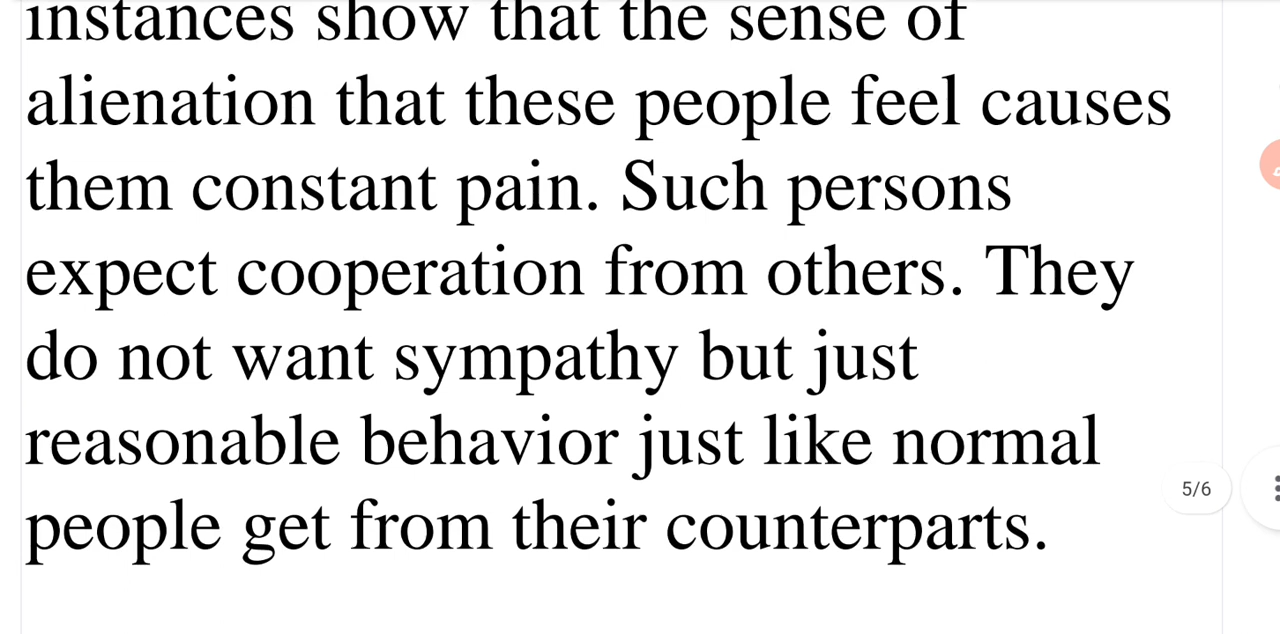 instances show that the sense of
alienation that these people feel causes
them constant pain. Such persons
expect cooperation from others. They
do not want sympathy but just
reasonable behavior just like normal
5/6
people get from their counterparts.